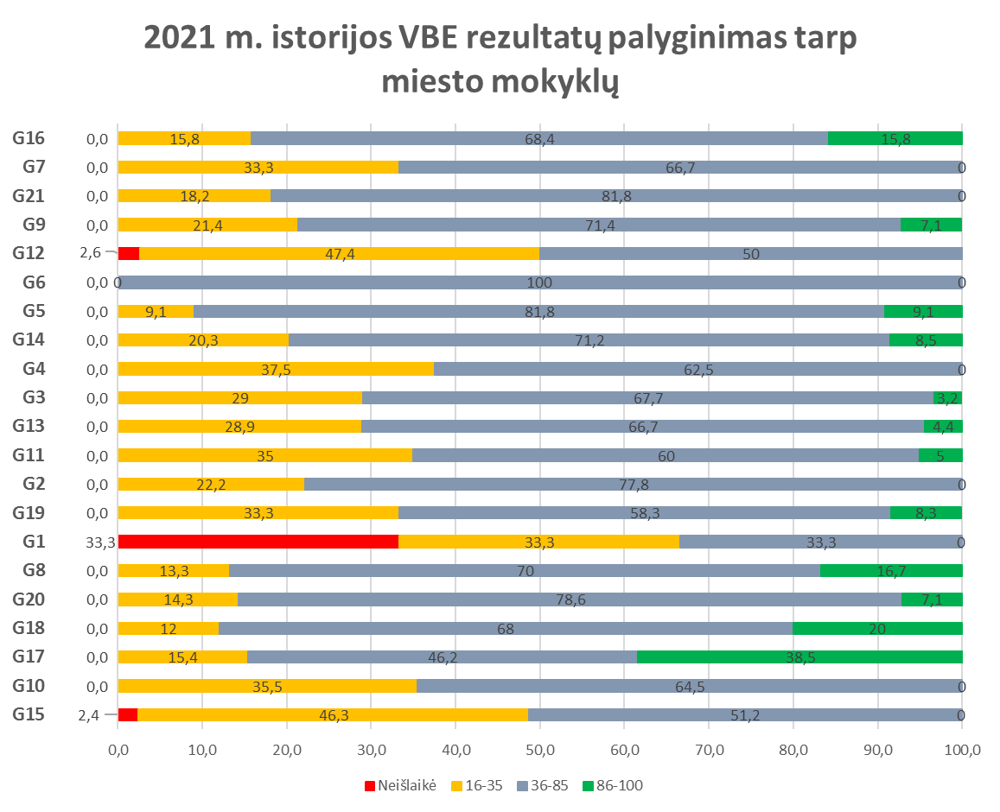 2021 m. istorijos VBE rezultatų palyginimas tarp
miesto mokyklų
G16 0,0 15,8 68,4 15,8
G7 0,0 33,3 66,7 0
G21 0,0 18,2 81,8 0
G9 0,0 21,4 71,4 7,1
G12 2,6 47,4 50
G6 0,0 0 100 0
G5 0,0 9,1 81,8 9,1
G14 0,0 20,3 71,2 8,5
G4 0,0 37,5 62,5 0
G3 0,0 29 67,7 3,2
G13 0,0 28,9 66,7 4,4
G11 0,0 35 60 5
G2 0,0 22,2 77,8 0
G19 0,0 33,3 58,3 8,3
G1 33,3 33,3 33,3 0
G8 0,0 13,3 70 16,7
G20 0,0 14,3 78,6 7,1
G18 0,0 12 68 20
G17 0,0 15,4 46,2 38,5
G10 0,0 35,5 64,5 0
G15 2,4 46,3 51,2 0
0,0 10,0 20,0 30,0 40,0 50,0 60,0 70,0 80,0 90,0 100,0
Neišlaikė 16-35 36-85 86-100